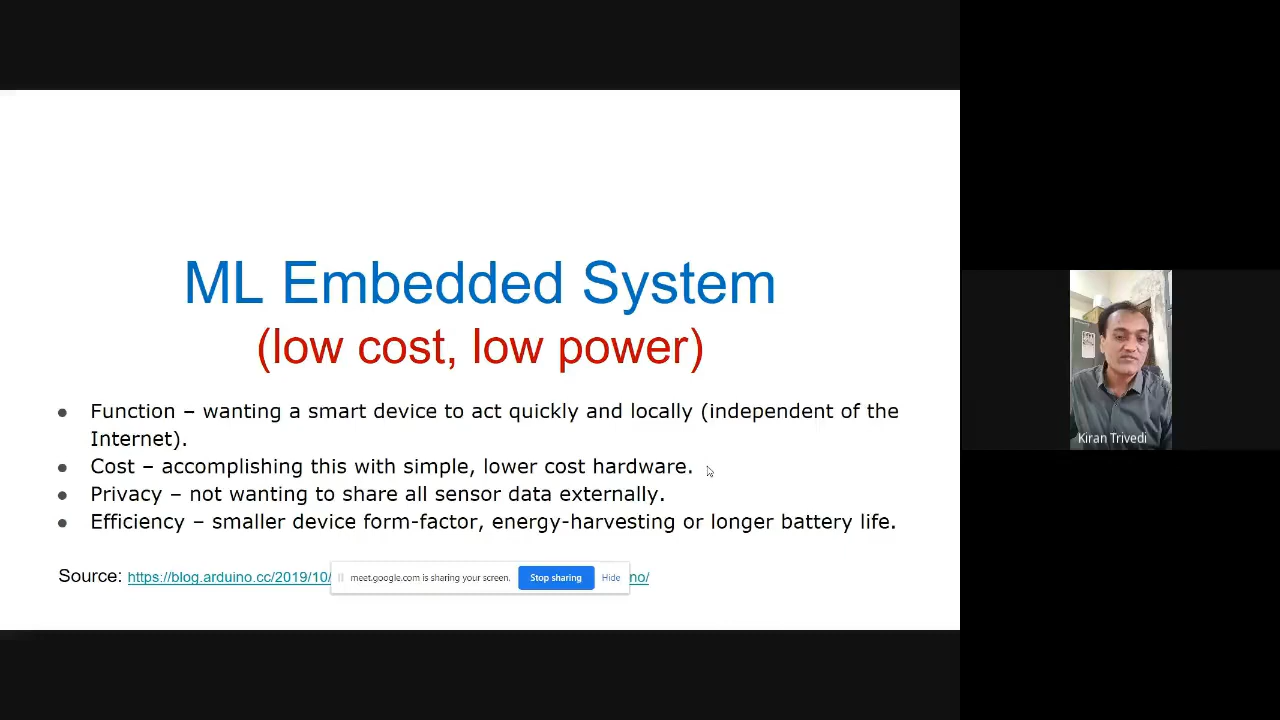 ML Embedded System
(low cost, low power)
● Function – wanting a smart device to act quickly and locally (independent of the
Internet).
● Cost – accomplishing this with simple, lower cost hardware.
● Privacy – not wanting to share all sensor data externally.
● Efficiency – smaller device form-factor, energy-harvesting or longer battery life.
Source: https://blog.arduino.cc/2019/10/ no/
meet.google.com is sharing your screen. Stop sharing Hide
Kiran Trivedi